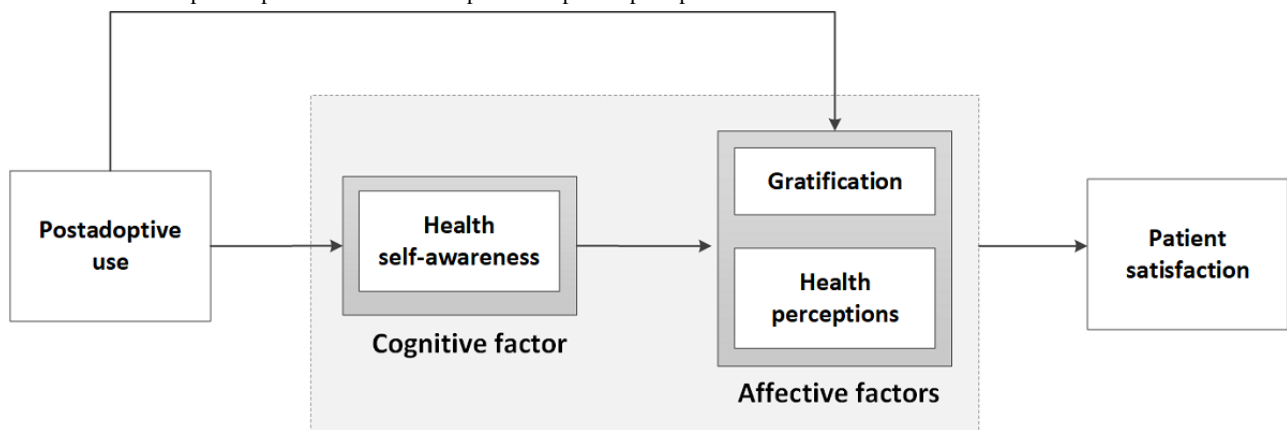 Postadoptive
use
Health
self-awareness
Cognitive factor
Gratification
Health
perceptions
Affective factors
Patient
satisfaction